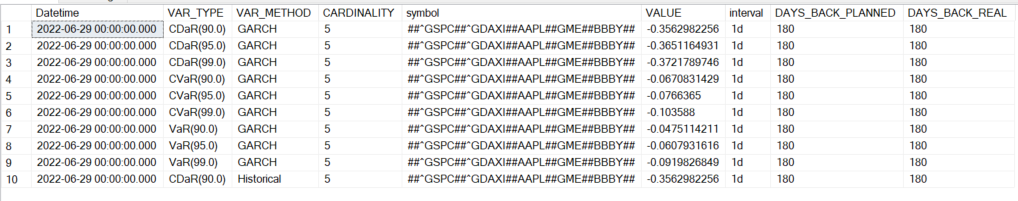 Datetime VAR_TYPE VAR_METHOD CARDINALITY symbol VALUE interval DAYS_BACK_PLANNED DAYS_BACK_REAL
1 2022-06-29 00:00:00.000 CDaR(90.0) GARCH 5 ##^GSPC##^GDAXI##AAPL##GME##BBBY## -0.3562982256 1d 180 180
2 2022-06-29 00:00:00.000 CDaR(95.0) GARCH 5 ##^GSPC##^GDAXI##AAPL##GME##BBBY## -0.3651164931 1d 180 180
3 2022-06-29 00:00:00.000 CDaR(99.0) GARCH 5 ##^GSPC##^GDAXI##AAPL##GME##BBBY## -0.3721789746 1d 180 180
4 2022-06-29 00:00:00.000 CVaR(90.0) GARCH 5 ##^GSPC##^GDAXI##AAPL##GME##BBBY## -0.0670831429 1d 180 180
5 2022-06-29 00:00:00.000 CVaR(95.0) GARCH 5 ##^GSPC##^GDAXI##AAPL##GME##BBBY## -0.0766365 1d 180 180
6 2022-06-29 00:00:00.000 CVaR(99.0) GARCH 5 ##^GSPC##^GDAXI##AAPL##GME##BBBY## -0.103588 1d 180 180
7 2022-06-29 00:00:00.000 VaR(90.0) GARCH 5 ##^GSPC##^GDAXI##AAPL##GME##BBBY## -0.0475114211 1d 180 180
8 2022-06-29 00:00:00.000 VaR(95.0) GARCH 5 ##^GSPC##^GDAXI##AAPL##GME##BBBY## -0.0607931616 1d 180 180
9 2022-06-29 00:00:00.000 VaR(99.0) GARCH 5 ##^GSPC##^GDAXI##AAPL##GME##BBBY## -0.0919826849 1d 180 180
10 2022-06-29 00:00:00.000 CDaR(90.0) Historical 5 ##^GSPC##^GDAXI##AAPL##GME##BBBY## -0.3562982256 1d 180 180